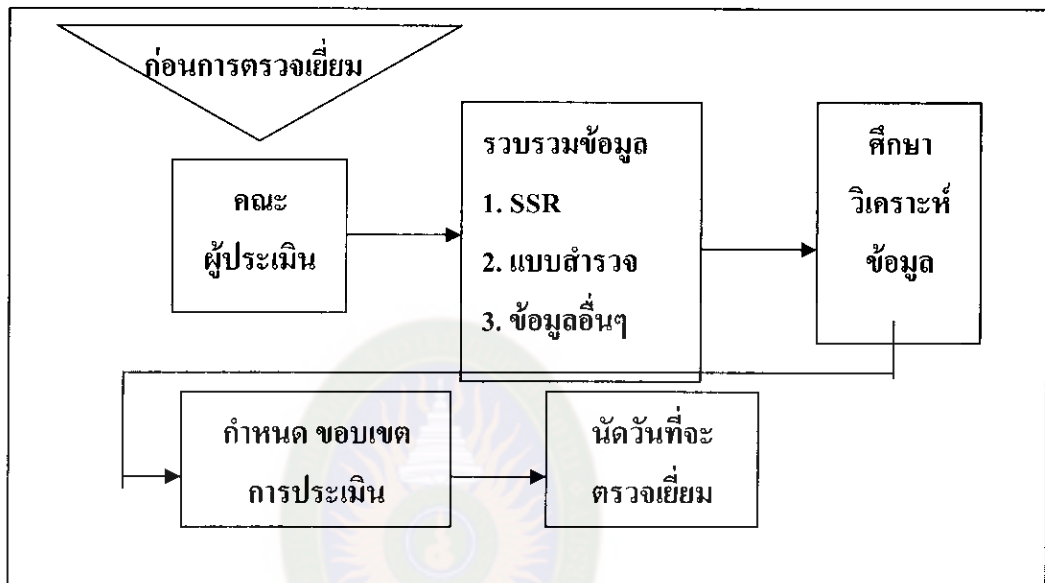 ก่อนการตรวจเยี่ยม
คณะ
ผู้ประเมิน
รวบรวมข้อมูล
1. SSR
2. แบบสำรวจ
3. ข้อมูลอื่นๆ
ศึกษา
วิเคราะห์
ข้อมูล
กำหนด ขอบเขต
การประเมิน
นัดวันที่จะ
ตรวจเยี่ยม